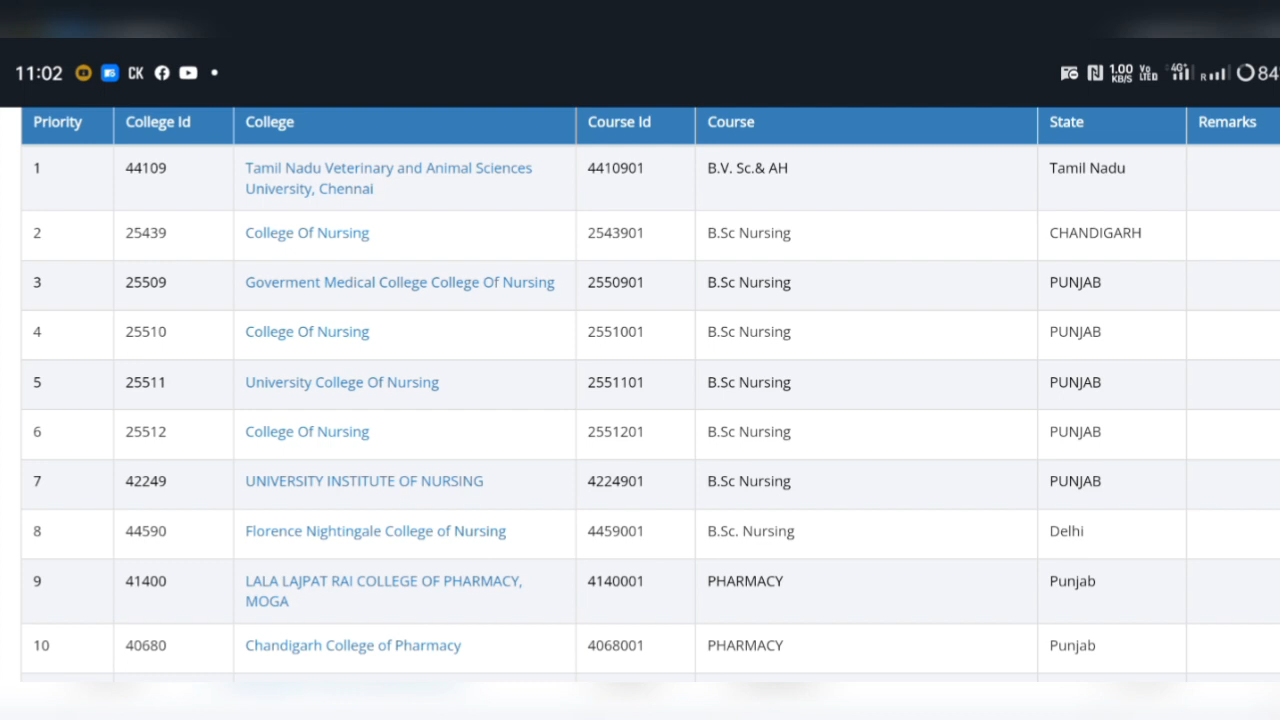 11:02 CK 1.00 KB/S Vo LTED 4G+ R 84
Priority College Id College Course Id Course State Remarks
1 44109 Tamil Nadu Veterinary and Animal Sciences 4410901 B.V. Sc.& AH Tamil Nadu
University, Chennai
2 25439 College Of Nursing 2543901 B.Sc Nursing CHANDIGARH
3 25509 Goverment Medical College College Of Nursing 2550901 B.Sc Nursing PUNJAB
4 25510 College Of Nursing 2551001 B.Sc Nursing PUNJAB
5 25511 University College Of Nursing 2551101 B.Sc Nursing PUNJAB
6 25512 College Of Nursing 2551201 B.Sc Nursing PUNJAB
7 42249 UNIVERSITY INSTITUTE OF NURSING 4224901 B.Sc Nursing PUNJAB
8 44590 Florence Nightingale College of Nursing 4459001 B.Sc. Nursing Delhi
9 41400 LALA LAJPAT RAI COLLEGE OF PHARMACY, 4140001 PHARMACY Punjab
MOGA
10 40680 Chandigarh College of Pharmacy 4068001 PHARMACY Punjab